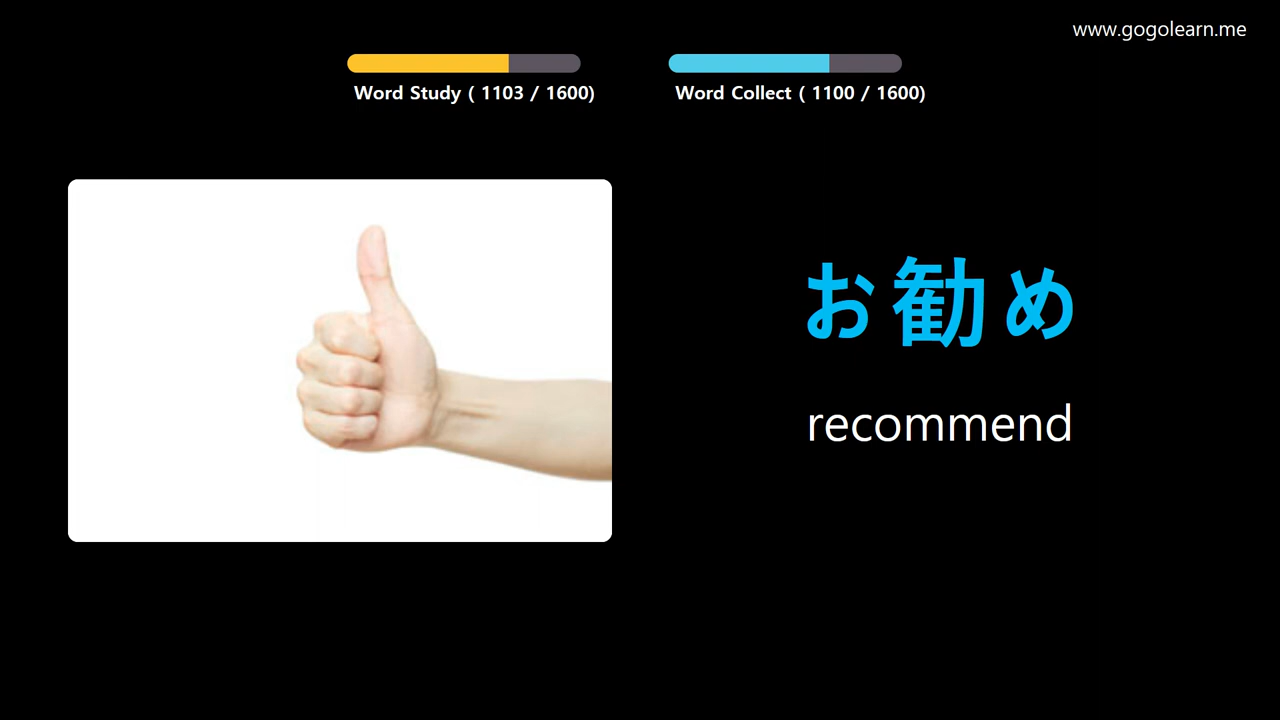 www.gogolearn.me
Word Study ( 1103 / 1600)
Word Collect ( 1100 / 1600)
お勧め
recommend